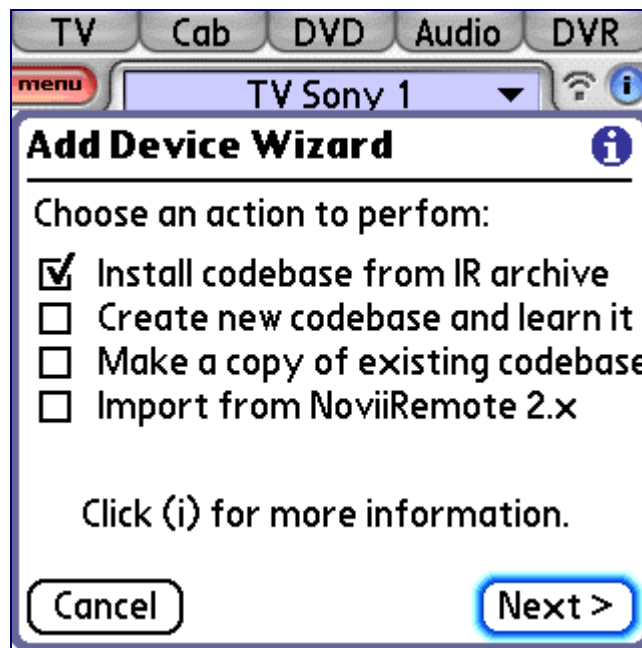 TV Cab DVD Audio DVR
menu TV Sony 1 i
Add Device Wizard i
Choose an action to perfom:
Install codebase from IR archive
Create new codebase and learn it
Make a copy of existing codebase
Import from NoviiRemote 2.x
Click (i) for more information.
Cancel Next >